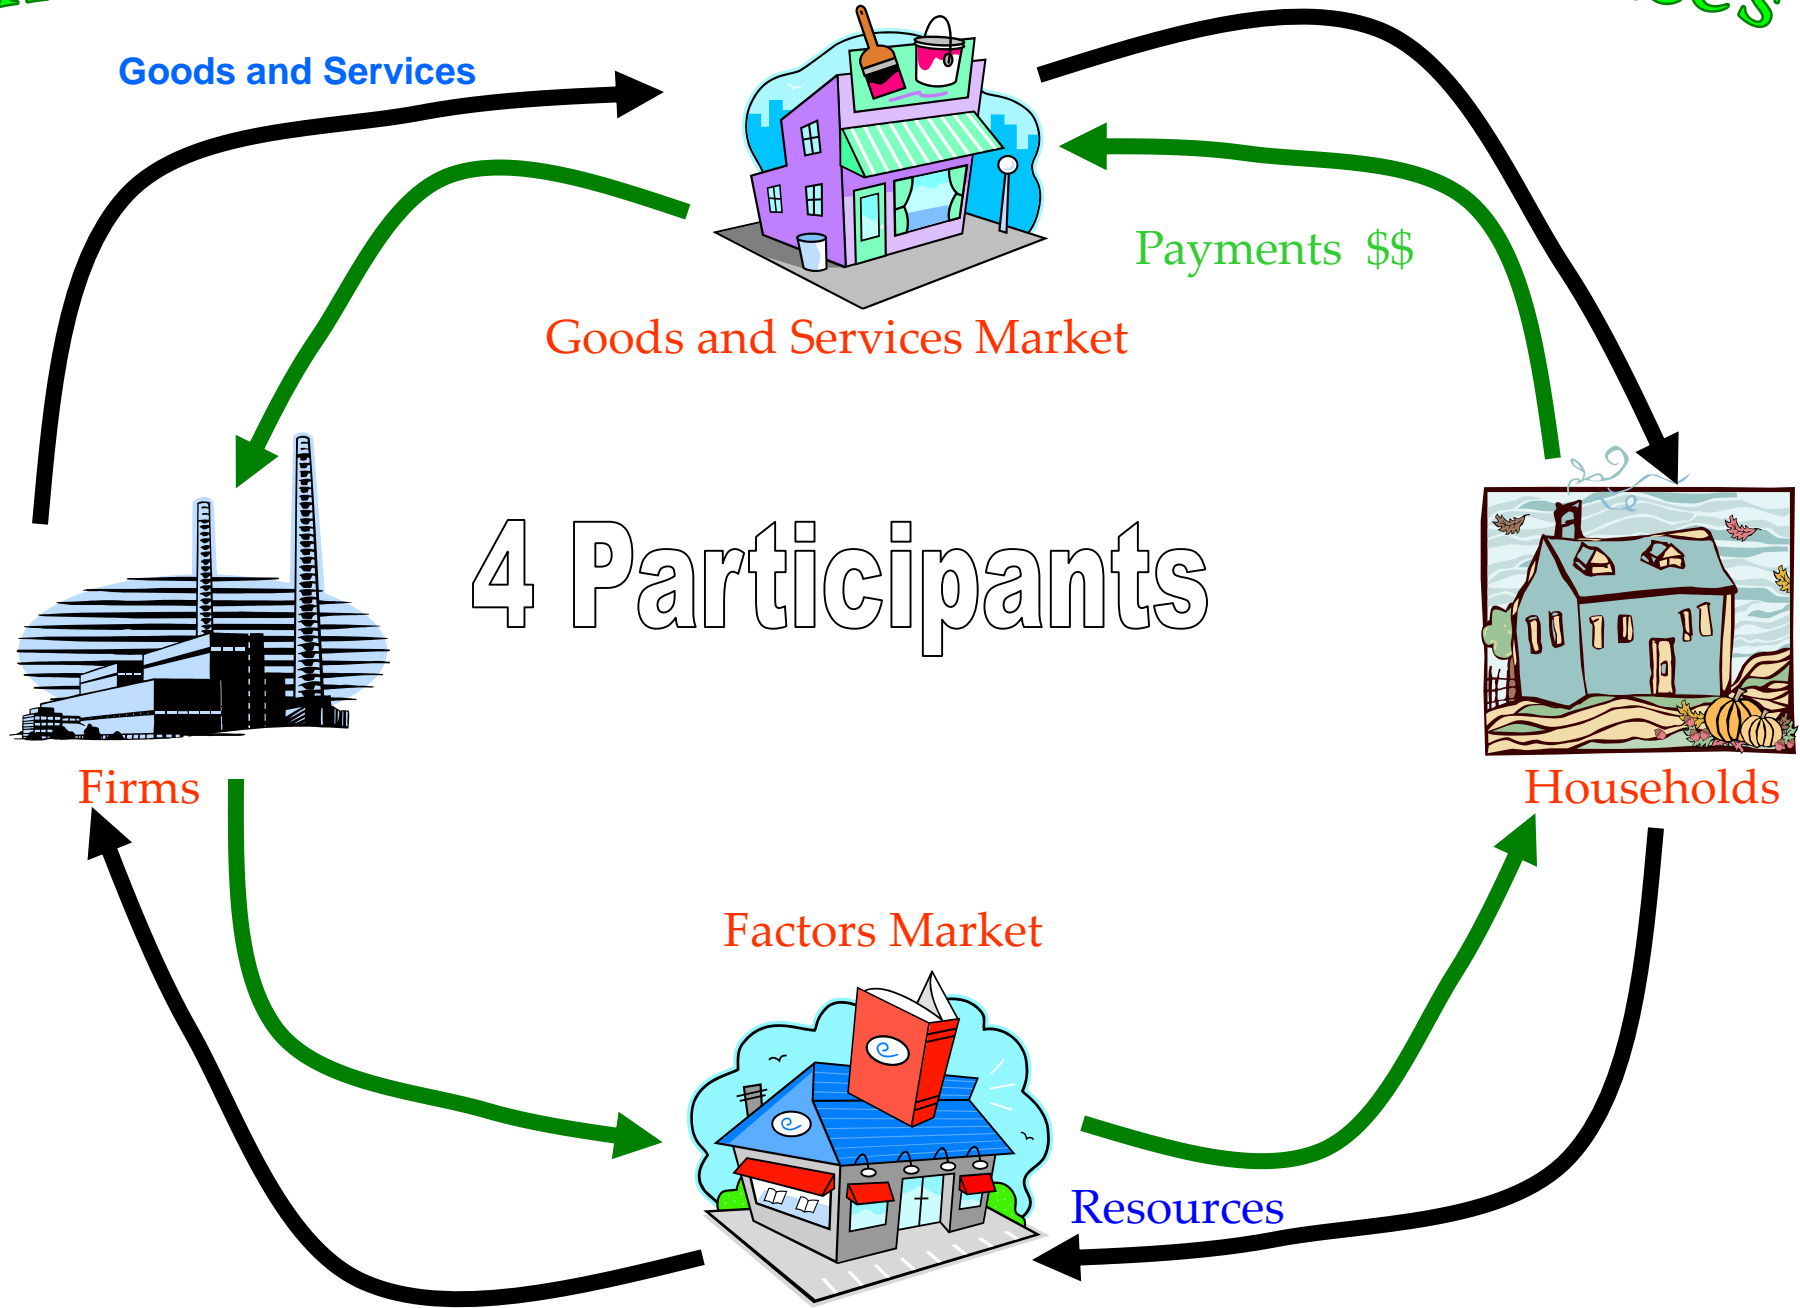 Goods and Services
Payments $$
Goods and Services Market
4 Participants
Firms
Households
Factors Market
Resources